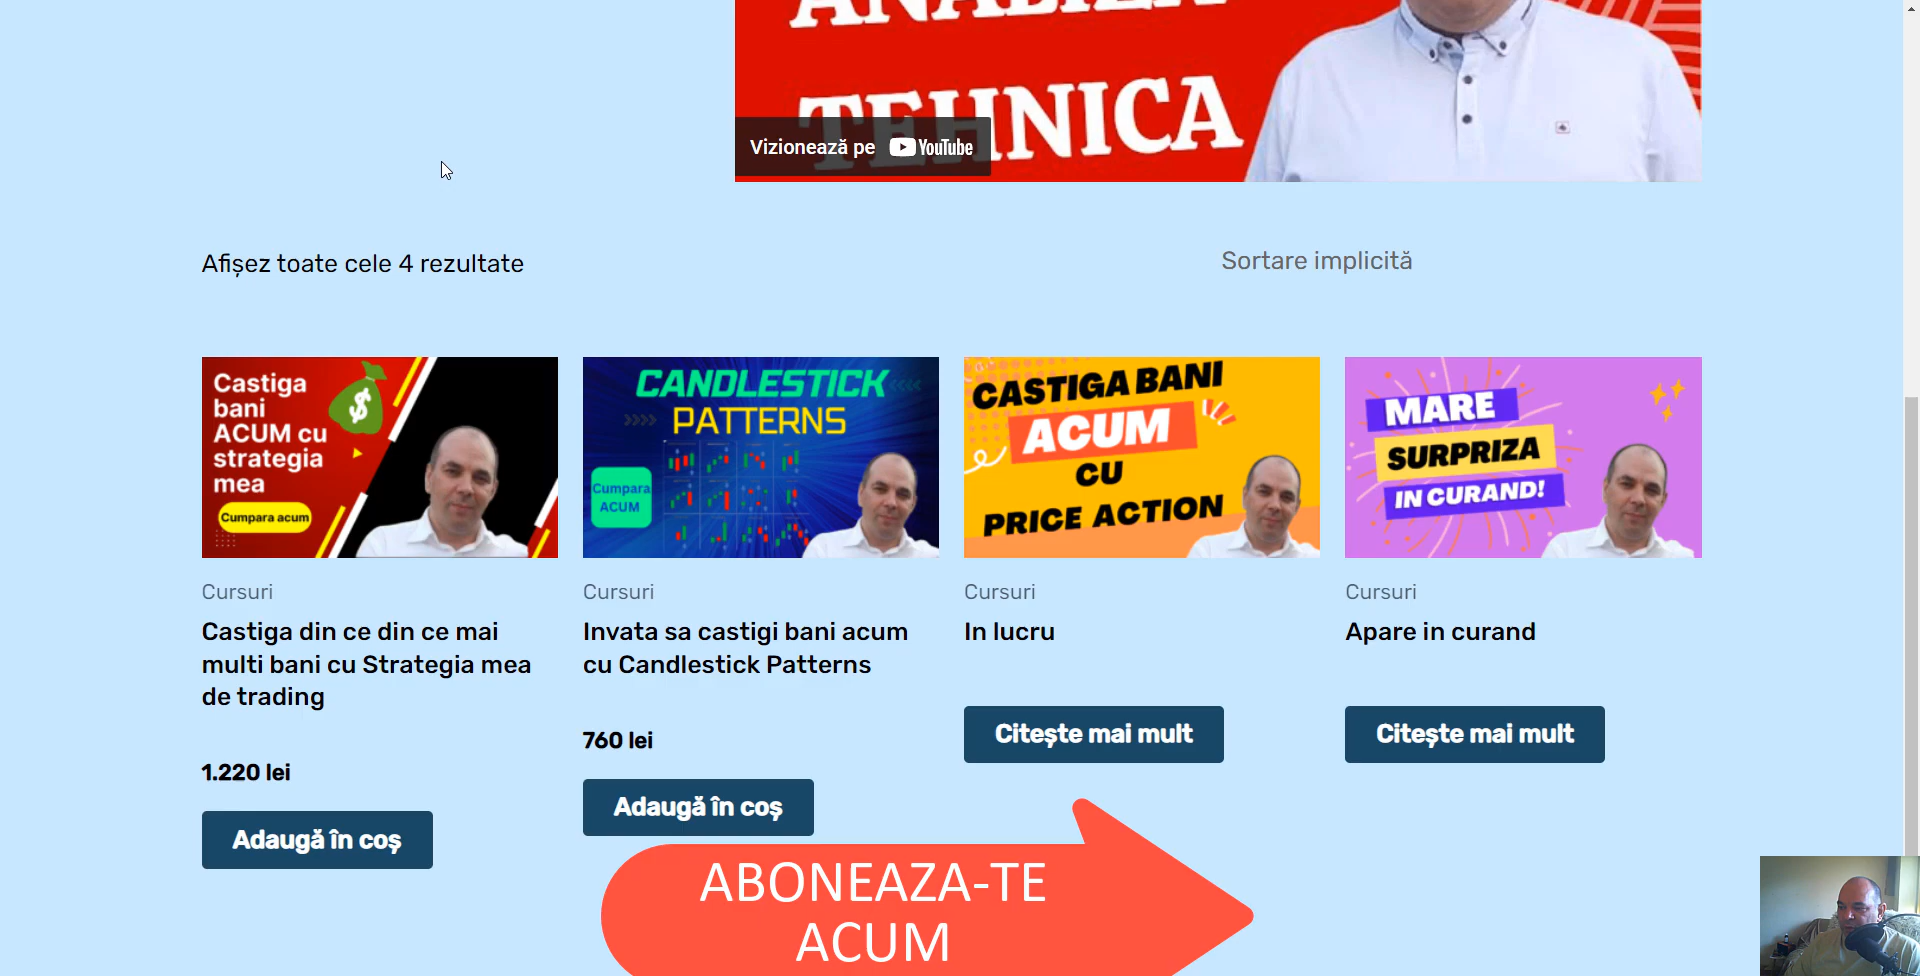 ANALIZA
TEHNICA
Vizionează pe YouTube
Afișez toate cele 4 rezultate
Sortare implicită
Castiga
bani
ACUM cu
strategia
mea
Cumpara acum
CANDLESTICK
PATTERNS
Cumpara
ACUM
CASTIGA BANI
ACUM
CU
PRICE ACTION
MARE
SURPRIZA
IN CURAND!
Cursuri
Castiga din ce din ce mai
multi bani cu Strategia mea
de trading
1.220 lei
Adaugă în coș
Cursuri
Invata sa castigi bani acum
cu Candlestick Patterns
760 lei
Adaugă în coș
Cursuri
In lucru
Citește mai mult
Cursuri
Apare in curand
Citește mai mult
ABONEAZA-TE
ACUM